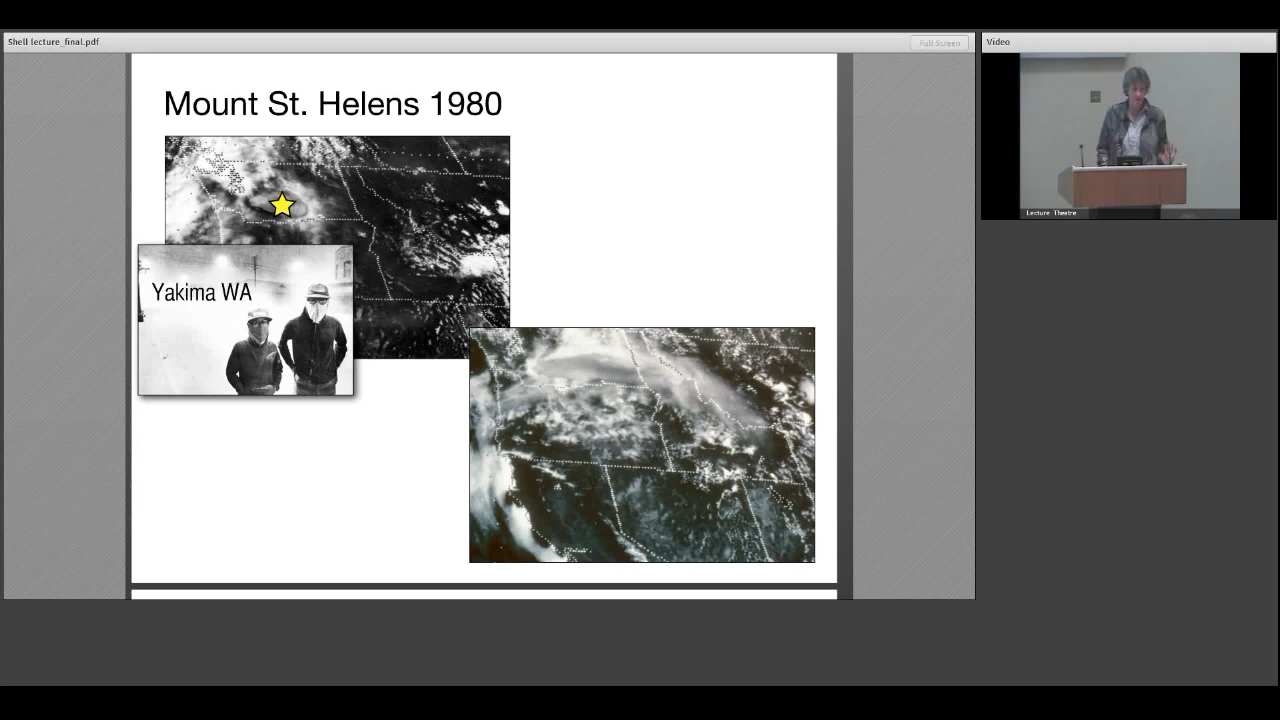 Shell lecture_final.pdf
Full Screen
Video
Mount St. Helens 1980
Yakima WA
Lecture Theatre